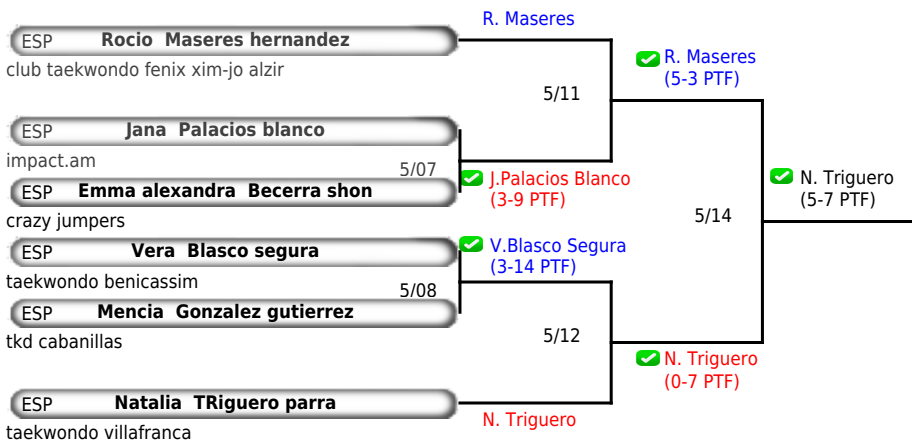 R. Maseres
ESP Rocio Maseres hernandez
club taekwondo fenix xim-jo alzir
R. Maseres
(5-3 PTF)
5/11
ESP Jana Palacios blanco
impact.am
5/07
J.Palacios Blanco
(3-9 PTF)
ESP Emma alexandra Becerra shon
crazy jumpers
N. Triguero
(5-7 PTF)
5/14
ESP Vera Blasco segura
taekwondo benicassim
V.Blasco Segura
(3-14 PTF)
5/08
ESP Mencia Gonzalez gutierrez
tkd cabanillas
5/12
N. Triguero
(0-7 PTF)
ESP Natalia TRiguero parra
taekwondo villafranca
N. Triguero